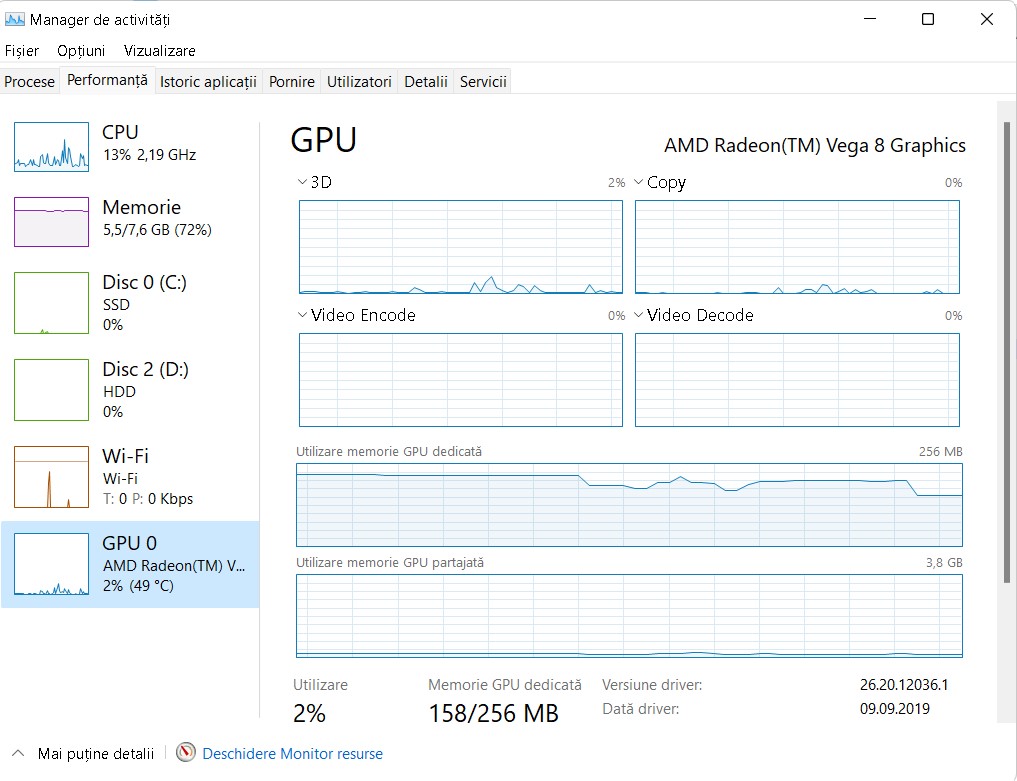 Manager de activități
Fișier Opțiuni Vizualizare
Procese Performanță Istoric aplicații Pornire Utilizatori Detalii Servicii
CPU
13% 2,19 GHz
Memorie
5,5/7,6 GB (72%)
Disc 0 (C:)
SSD
0%
Disc 2 (D:)
HDD
0%
Wi-Fi
Wi-Fi
T: 0 P: 0 Kbps
GPU 0
AMD Radeon(TM) V...
2% (49 °C)
GPU AMD Radeon(TM) Vega 8 Graphics
3D 2% Copy 0%
Video Encode 0% Video Decode 0%
Utilizare memorie GPU dedicată 256 MB
Utilizare memorie GPU partajată 3,8 GB
Utilizare Memorie GPU dedicată Versiune driver: 26.20.12036.1
2% 158/256 MB Dată driver: 09.09.2019
Mai puține detalii Deschidere Monitor resurse